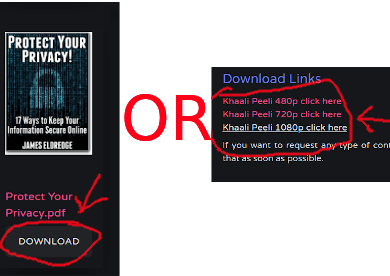 PROTECT YOUR
PRIVACY!
17 Ways to Keep Your
Information Secure Online
JAMES ELDREDGE
Protect Your
Privacy.pdf
DOWNLOAD
OR
Download Links
Khaali Peeli 480p click here
Khaali Peeli 720p click here
Khaali Peeli 1080p click here
If you want to request any type of cont
that as soon as possible.